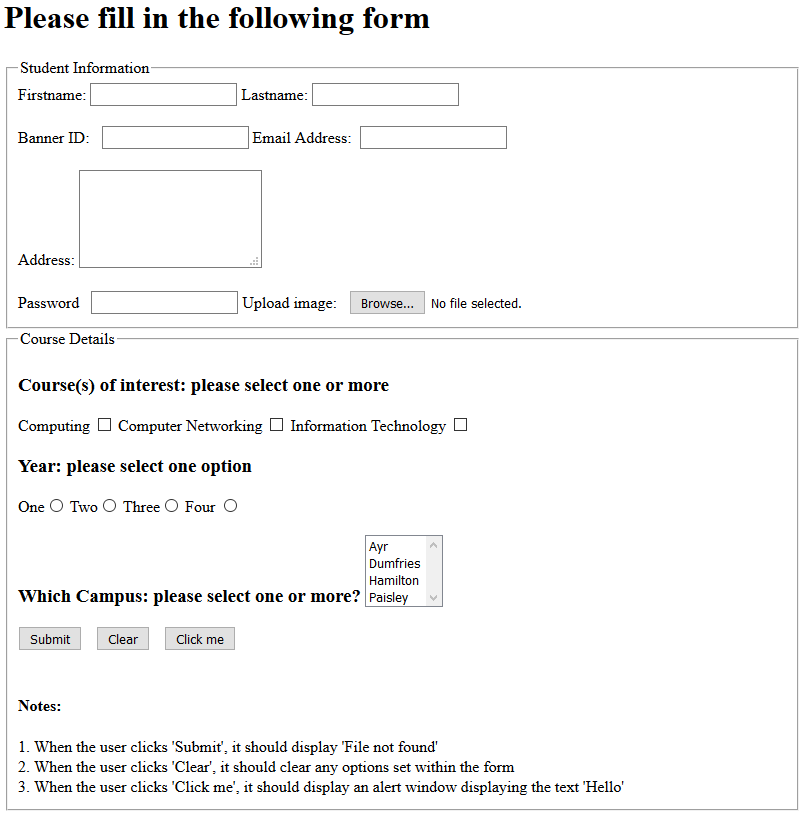 Please fill in the following form
Student Information
Firstname: Lastname:
Banner ID: Email Address:
Address:
Password Upload image: Browse... No file selected.
Course Details
Course(s) of interest: please select one or more
Computing Computer Networking Information Technology
Year: please select one option
One Two Three Four
Ayr
Dumfries
Hamilton
Which Campus: please select one or more? Paisley
Submit Clear Click me
Notes:
1. When the user clicks 'Submit', it should display 'File not found'
2. When the user clicks 'Clear', it should clear any options set within the form
3. When the user clicks 'Click me', it should display an alert window displaying the text 'Hello'